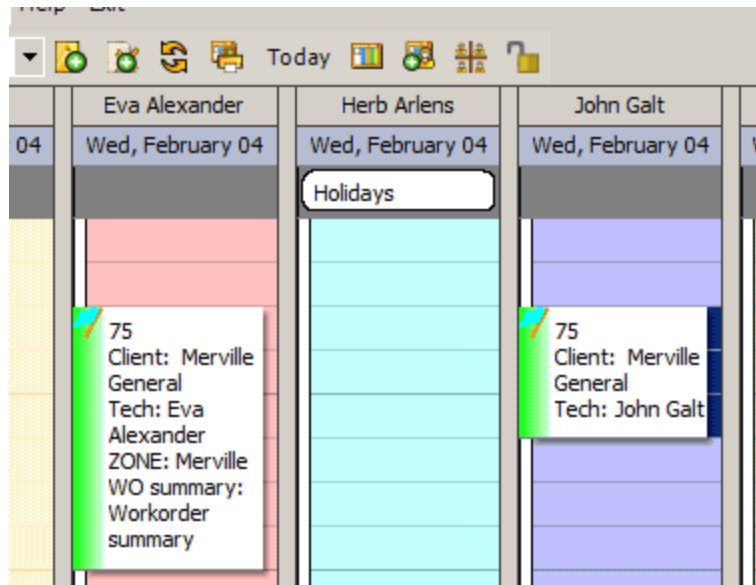 Help Exit
Today
Eva Alexander
Herb Arlens
John Galt
04
Wed, February 04
Wed, February 04
Wed, February 04
Holidays
75
Client: Merville
General
Tech: Eva
Alexander
ZONE: Merville
WO summary:
Workorder
summary
75
Client: Merville
General
Tech: John Galt